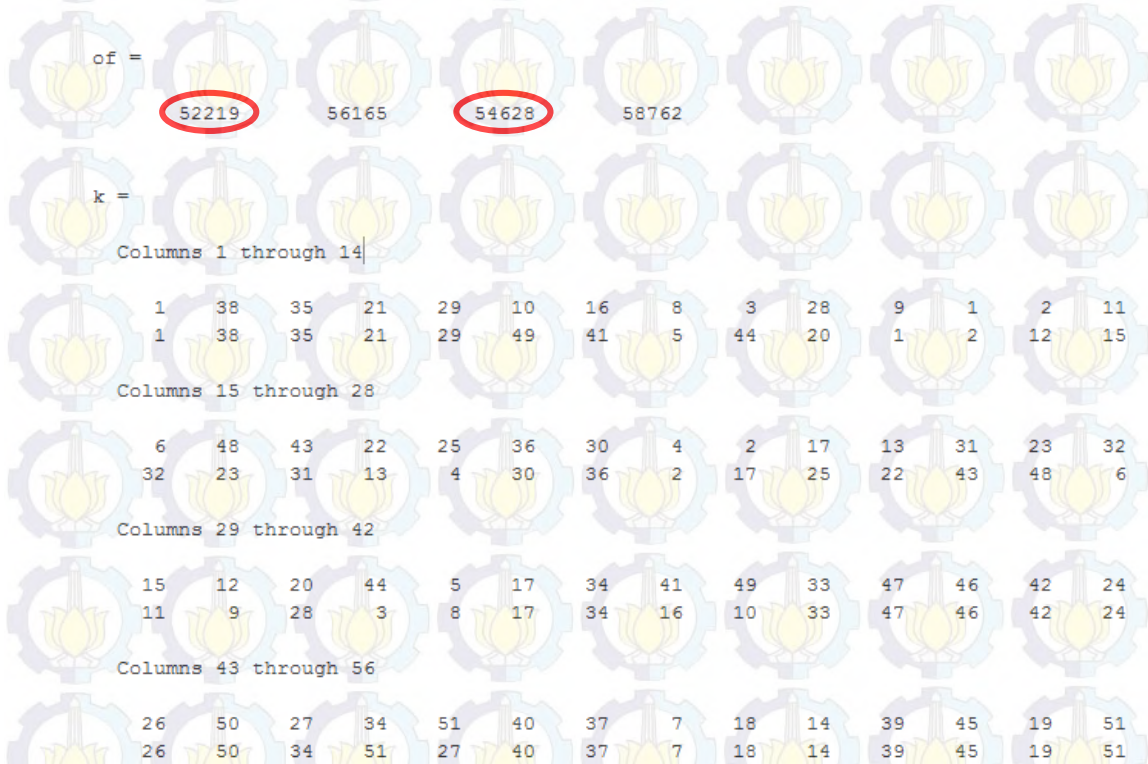 of =
52219 56165 54628 58762
k =
Columns 1 through 14
1 38 35 21 29 10 16 8 3 28 9 1 2 11
1 38 35 21 29 49 41 5 44 20 1 2 12 15
Columns 15 through 28
6 48 43 22 25 36 30 4 2 17 13 31 23 32
32 23 31 13 4 30 36 2 17 25 22 43 48 6
Columns 29 through 42
15 12 20 44 5 17 34 41 49 33 47 46 42 24
11 9 28 3 8 17 34 16 10 33 47 46 42 24
Columns 43 through 56
26 50 27 34 51 40 37 7 18 14 39 45 19 51
26 50 34 51 27 40 37 7 18 14 39 45 19 51